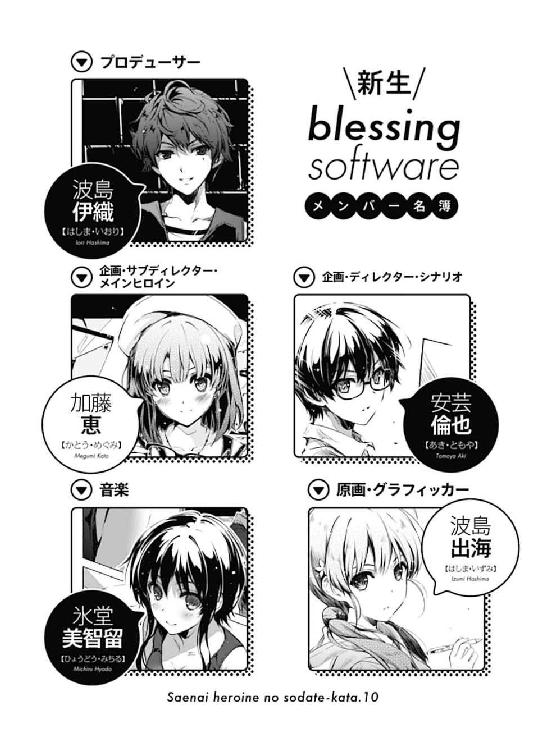 新生
blessing
software
メンバー名簿
プロデューサー
波島
伊織
【はしま・いおり】
Iori Hashima
企画・サブディレクター・
メインヒロイン
加藤
恵
【かとう・めぐみ】
Megumi Kato
企画・ディレクター・シナリオ
安芸
倫也
【あき・ともや】
Tomoya Aki
音楽
氷堂
美智留
【ひょうどう・みちる】
Michiru Hyodo
原画・グラフィッカー
波島
出海
【はしま・いずみ】
Izumi Hashima
Saenai heroine no sodate-kata.10